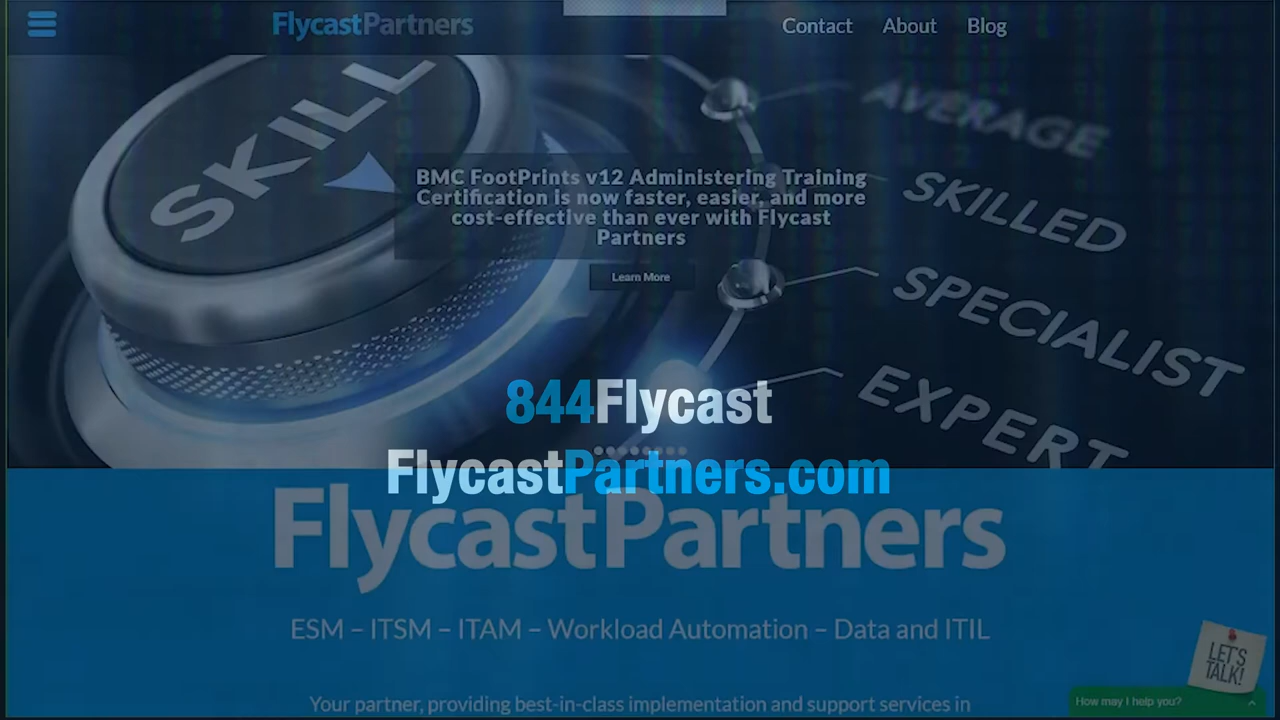 FlycastPartners
Contact About Blog
SKILL
AVERAGE
SKILLED
SPECIALIST
EXPERT
BMC FootPrints v12 Administering Training
Certification is now faster, easier, and more
cost-effective than ever with Flycast
Partners
Learn More
844Flycast
FlycastPartners.com
FlycastPartners
ESM – ITSM – ITAM – Workload Automation – Data and ITIL
Your partner, providing best-in-class implementation and support services in
LET'S
TALK!
How may I help you?